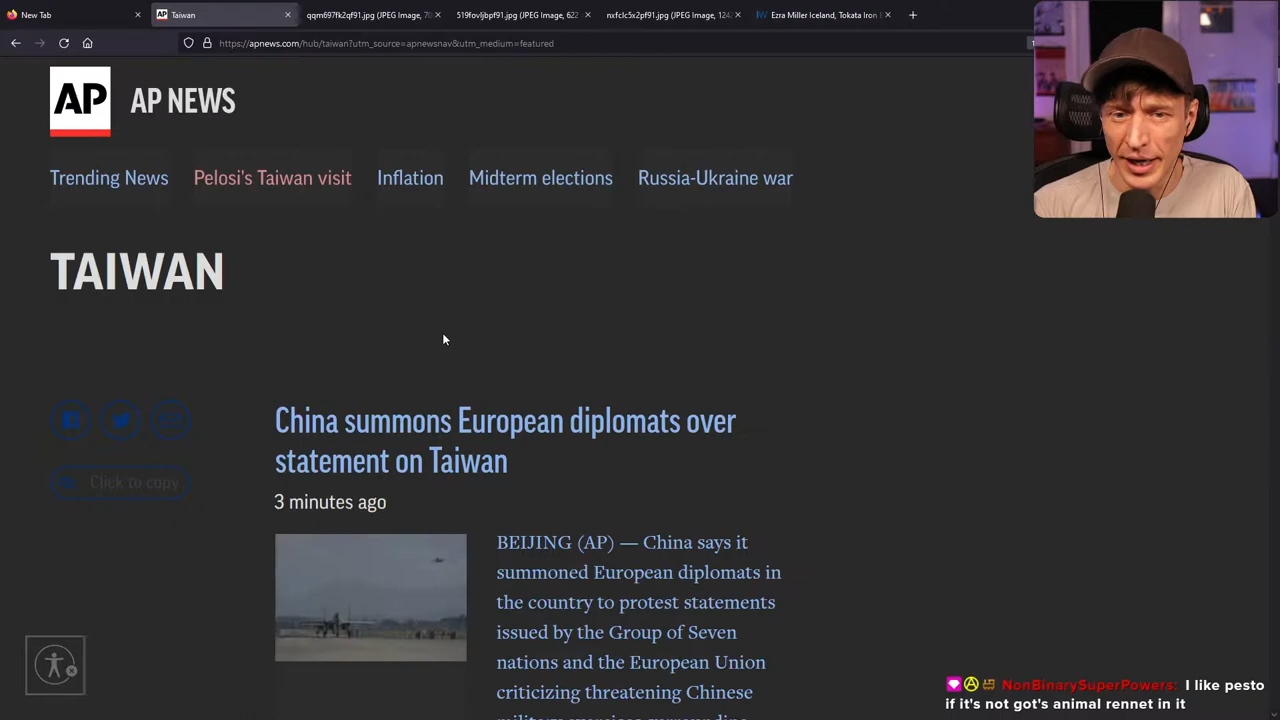 New Tab
Taiwan
qqm697fk2qf91.jpg (JPEG Image, 70
519fovljbpf91.jpg (JPEG Image, 622
nxfclc5x2pf91.jpg (JPEG Image, 124
Ezra Miller Iceland, Tokata Iron E
https://apnews.com/hub/taiwan?utm_source=apnewsnav&utm_medium=featured
AP
AP NEWS
Trending News
Pelosi's Taiwan visit
Inflation
Midterm elections
Russia-Ukraine war
TAIWAN
China summons European diplomats over
statement on Taiwan
Click to copy
3 minutes ago
BEIJING (AP) — China says it
summoned European diplomats in
the country to protest statements
issued by the Group of Seven
nations and the European Union
criticizing threatening Chinese
military exercises surrounding
NonBinarySuperPowers: I like pesto
if it's not got's animal rennet in it